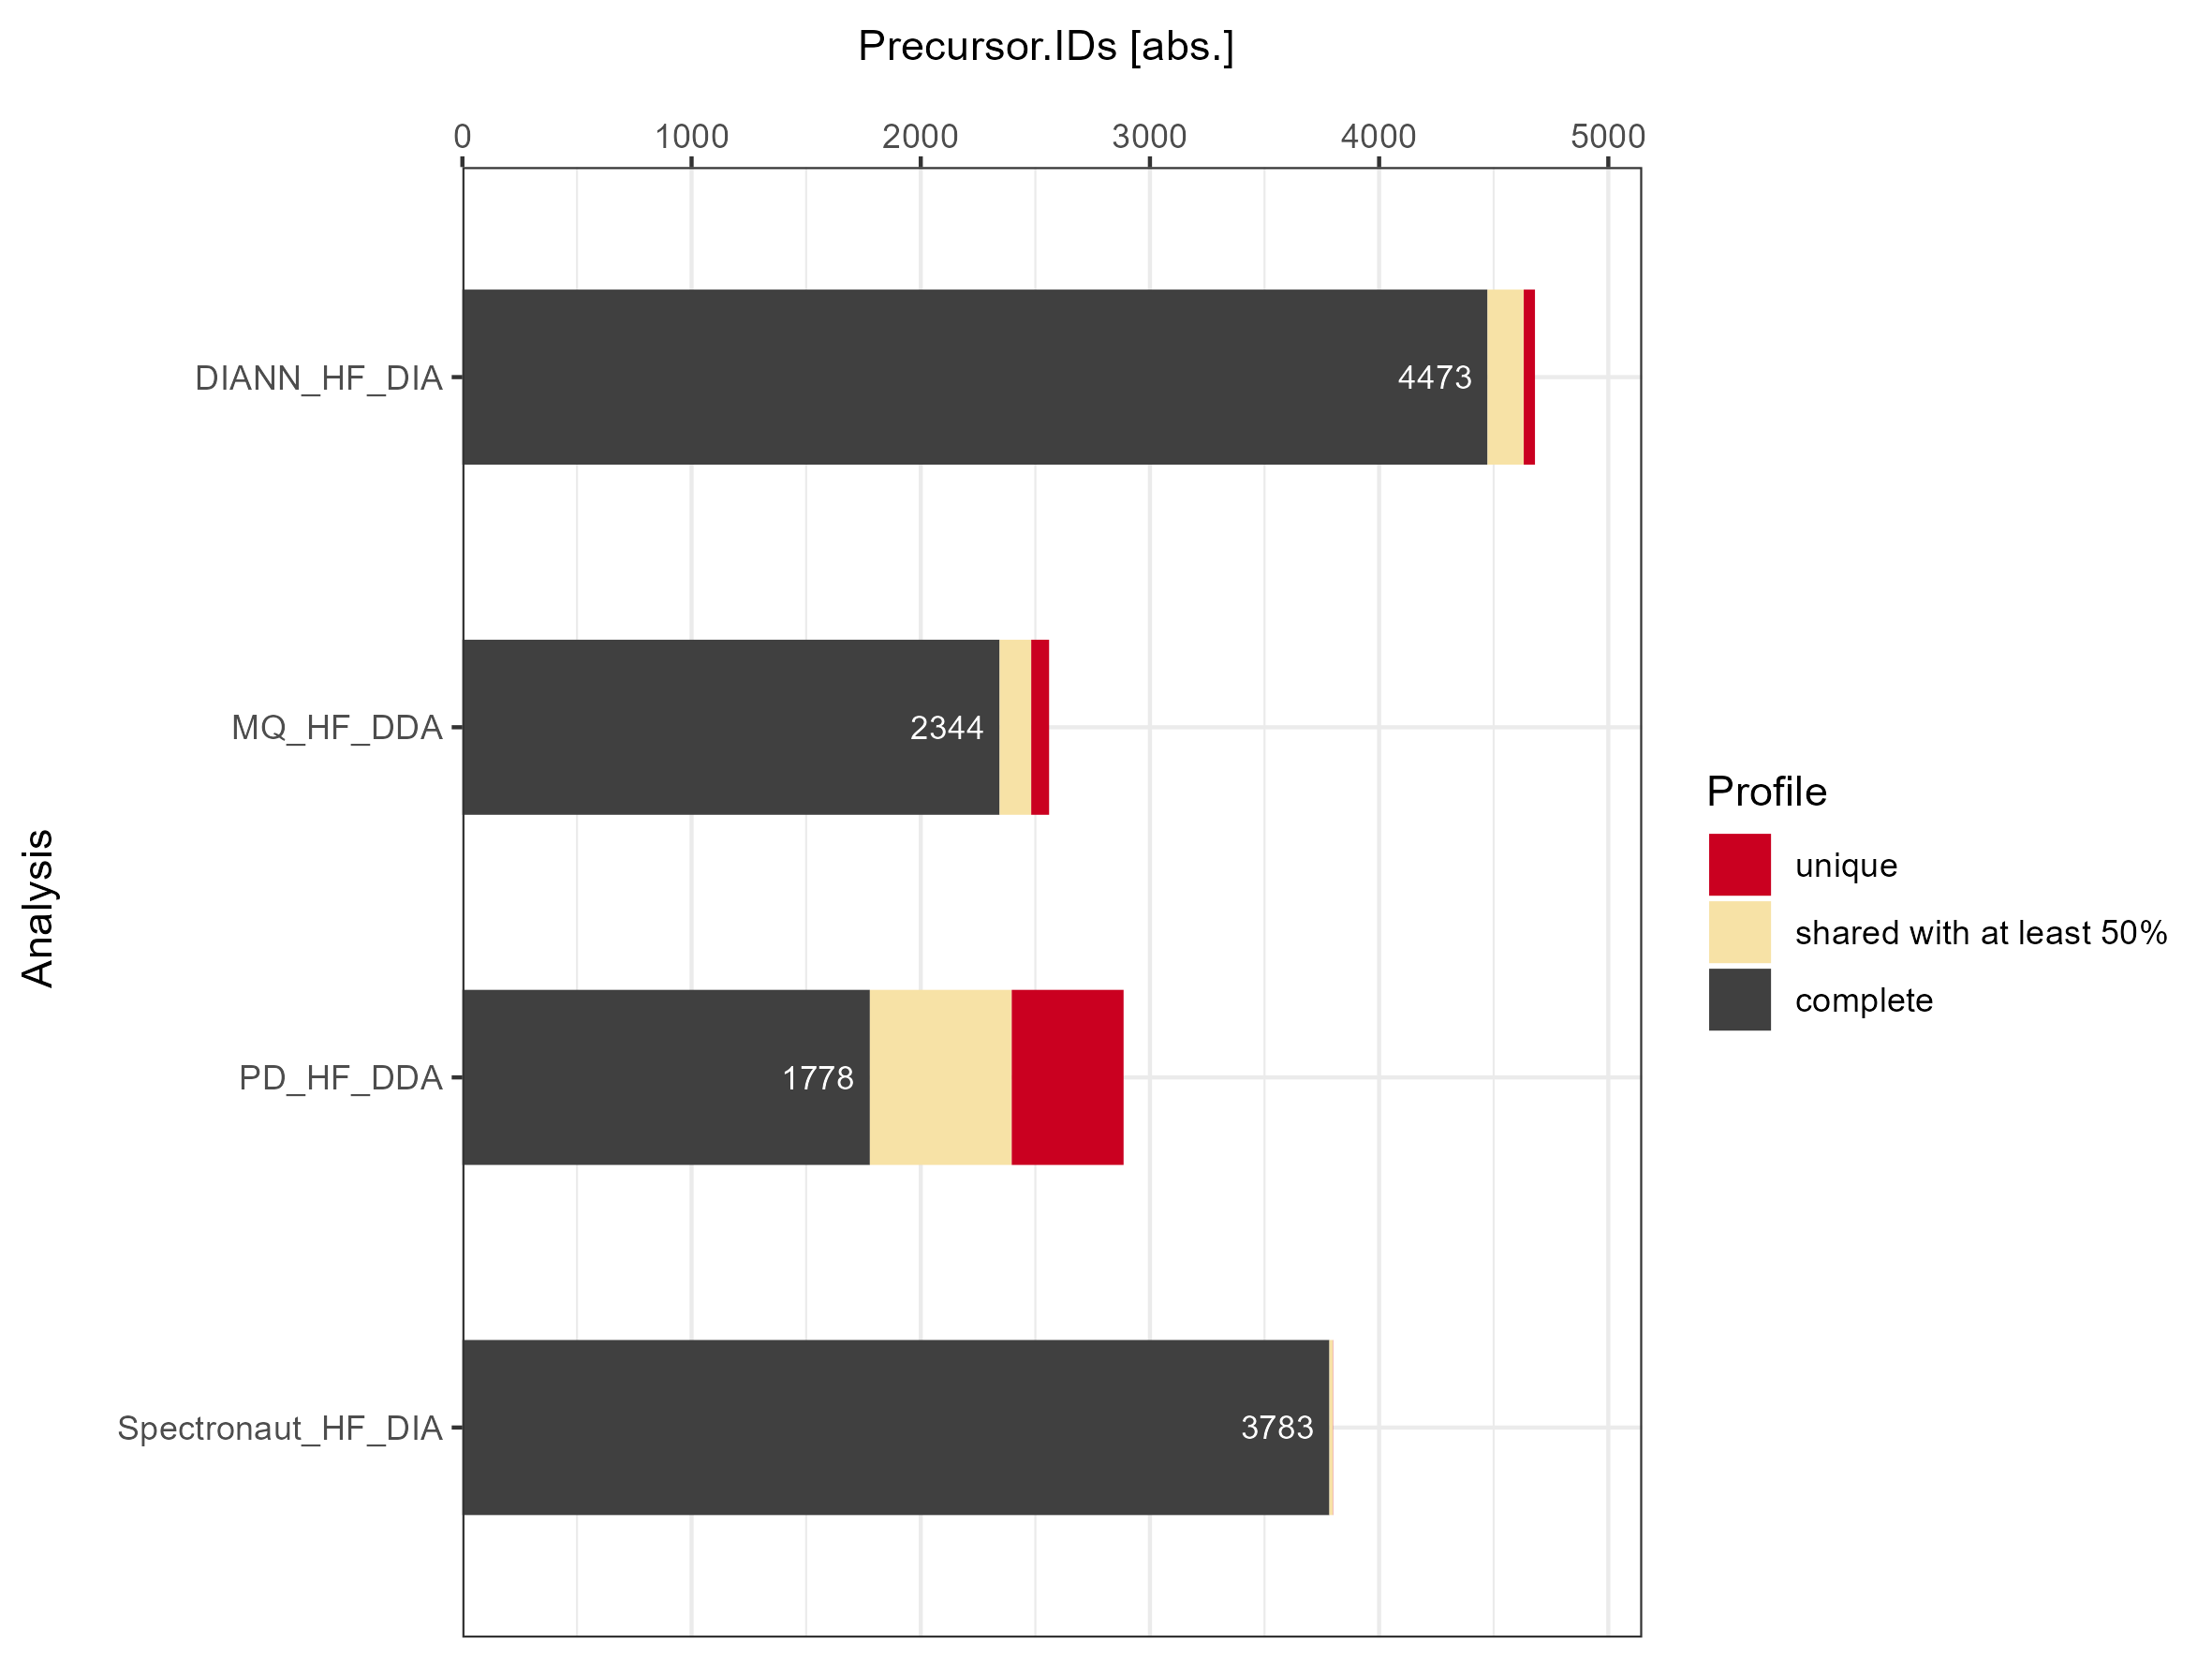 Precursor.IDs [abs.]
0 1000 2000 3000 4000 5000
DIANN_HF_DIA 4473
MQ_HF_DDA 2344
PD_HF_DDA 1778
Spectronaut_HF_DIA 3783
Analysis
Profile
unique
shared with at least 50%
complete